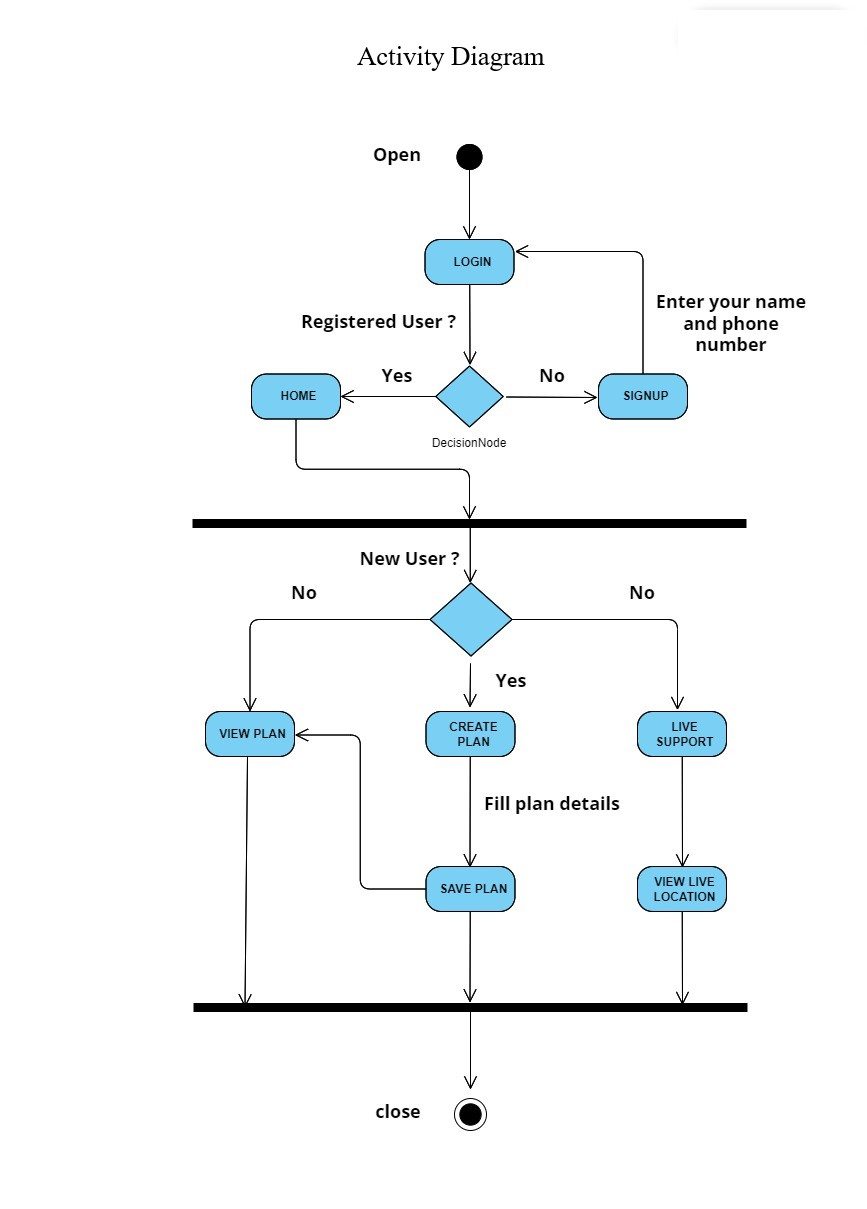 Activity Diagram
Open
LOGIN
Enter your name
and phone
number
Registered User ?
Yes
No
HOME
SIGNUP
DecisionNode
New User ?
No
No
Yes
VIEW PLAN
CREATE
PLAN
LIVE
SUPPORT
Fill plan details
SAVE PLAN
VIEW LIVE
LOCATION
close